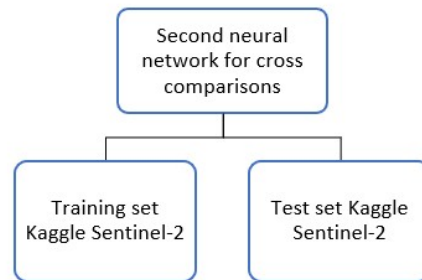 Second neural
network for cross
comparisons
Training set
Kaggle Sentinel-2
Test set Kaggle
Sentinel-2